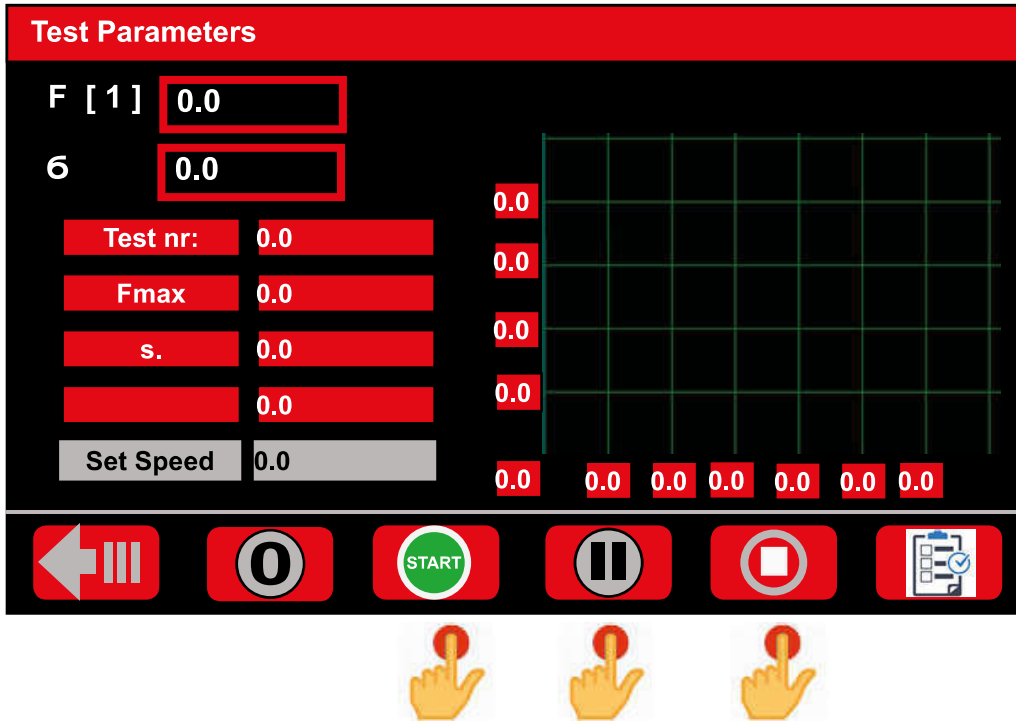 Test Parameters
F [ 1 ] 0.0
б 0.0
Test nr: 0.0
Fmax 0.0
s. 0.0
0.0
Set Speed 0.0
0.0
0.0
0.0
0.0
0.0 0.0 0.0 0.0 0.0 0.0 0.0
0
START